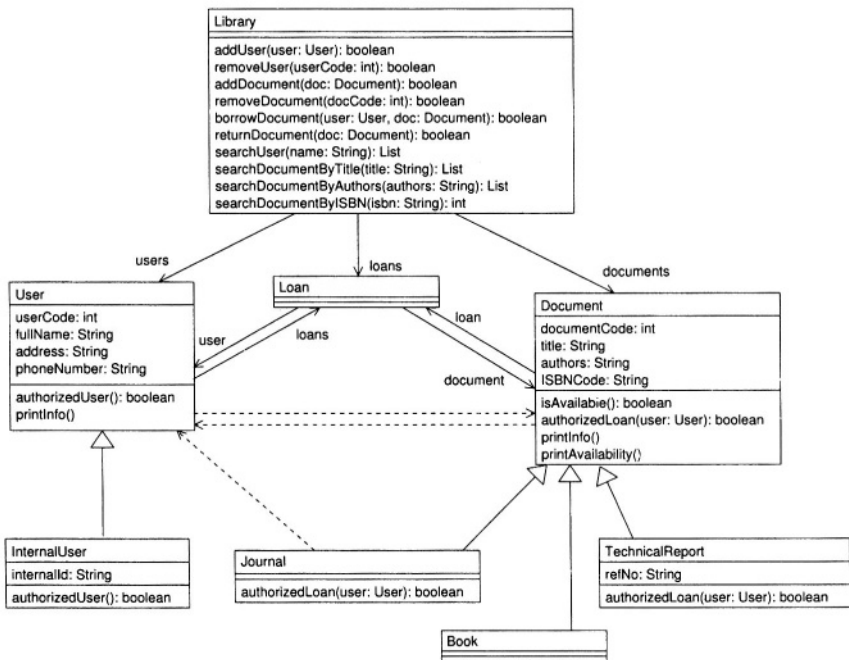 Library
addUser(user: User): boolean
removeUser(userCode: int): boolean
addDocument(doc: Document): boolean
removeDocument(docCode: int): boolean
borrowDocument(user: User, doc: Document): boolean
returnDocument(doc: Document): boolean
searchUser(name: String): List
searchDocumentByTitle(title: String): List
searchDocumentByAuthors(authors: String): List
searchDocumentByISBN(isbn: String): int
users
loans
documents
User
userCode: int
fullName: String
address: String
phoneNumber: String
authorizedUser(): boolean
printInfo()
Loan
user
loans
loan
document
Document
documentCode: int
title: String
authors: String
ISBNCode: String
isAvailable(): boolean
authorizedLoan(user: User): boolean
printInfo()
printAvailability()
InternalUser
internalId: String
authorizedUser(): boolean
Journal
authorizedLoan(user: User): boolean
TechnicalReport
refNo: String
authorizedLoan(user: User): boolean
Book